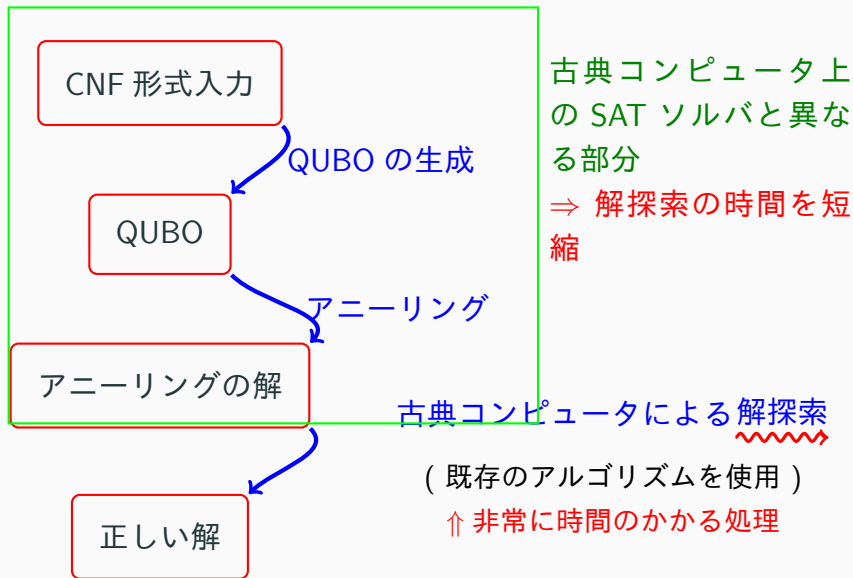 CNF 形式入力
古典コンピュータ上
の SAT ソルバと異な
る部分
⇒ 解探索の時間を短
縮
QUBO の生成
QUBO
アニーリング
アニーリングの解
古典コンピュータによる解探索
( 既存のアルゴリズムを使用 )
⇑ 非常に時間のかかる処理
正しい解